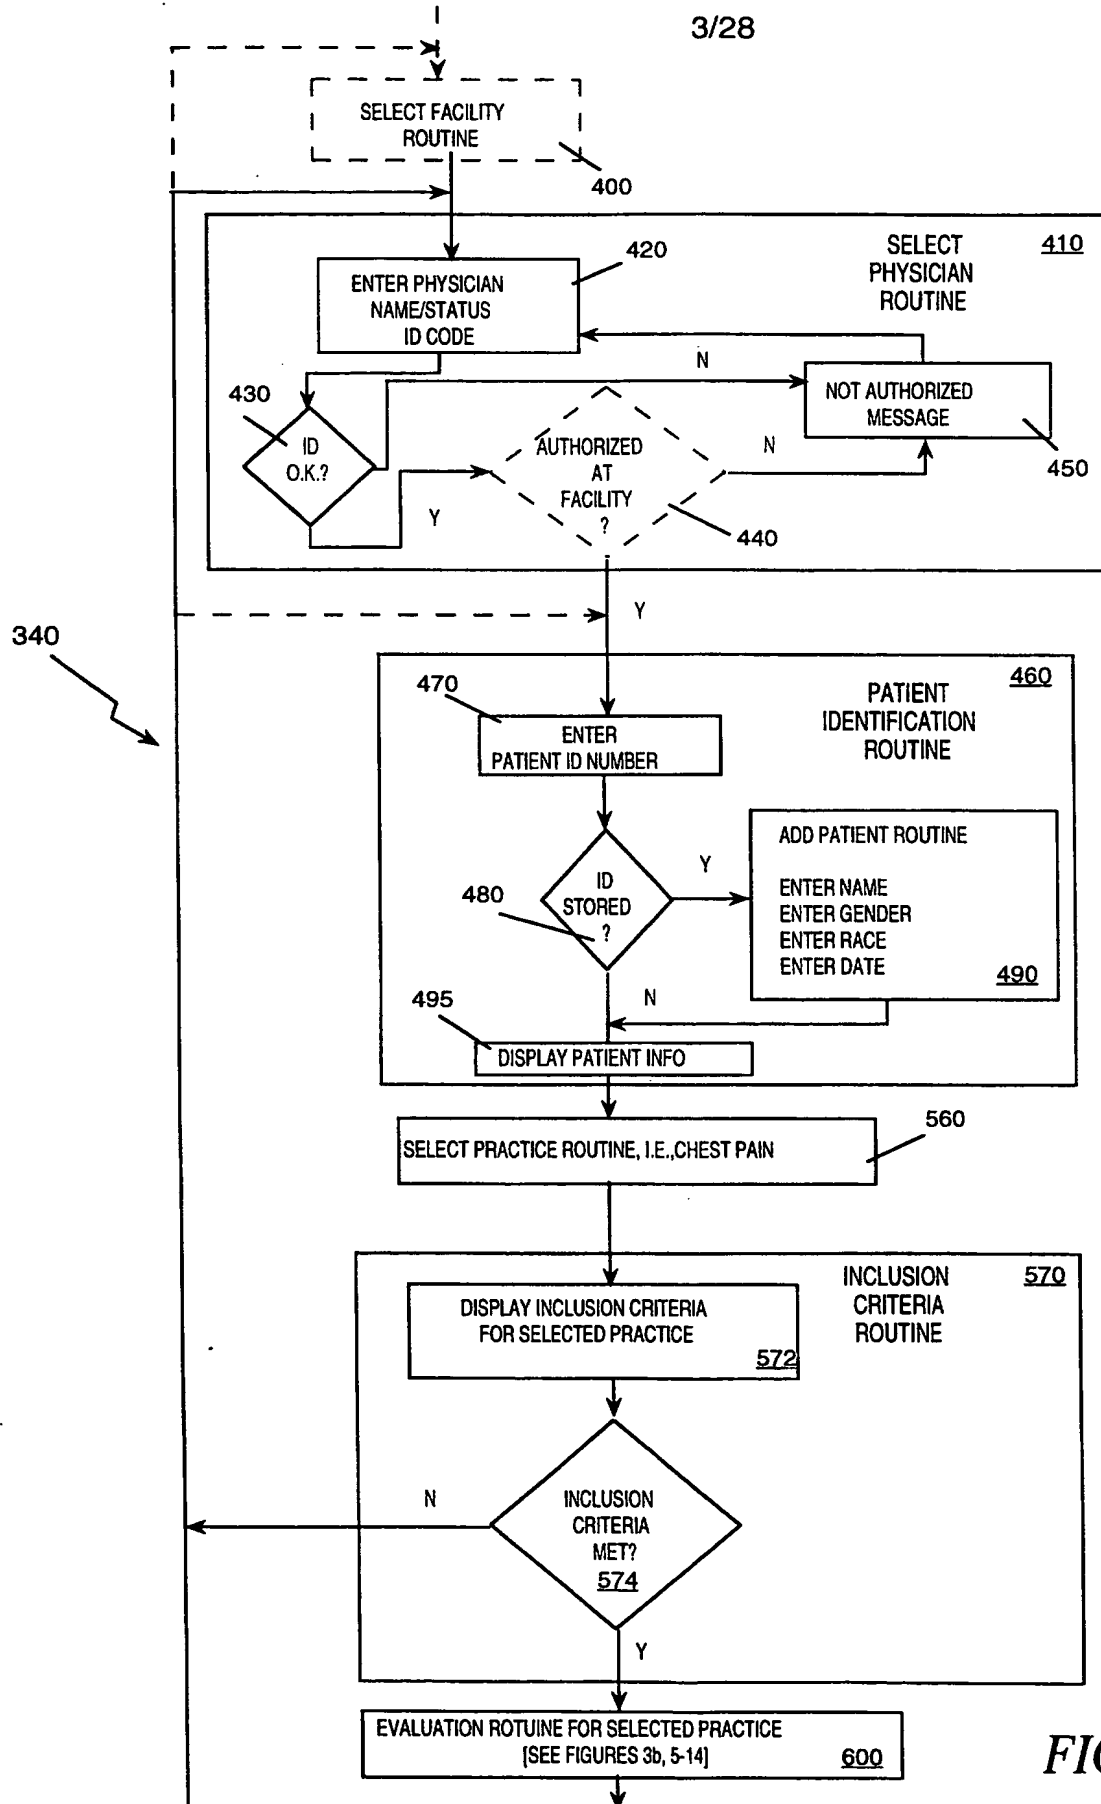 3/28
SELECT FACILITY
ROUTINE
400
SELECT
PHYSICIAN
ROUTINE
410
420
ENTER PHYSICIAN
NAME/STATUS
ID CODE
N
NOT AUTHORIZED
MESSAGE
450
430
ID
O.K.?
Y
AUTHORIZED
AT
FACILITY
?
N
440
Y
340
PATIENT
IDENTIFICATION
ROUTINE
460
470
ENTER
PATIENT ID NUMBER
ID
STORED
?
480
Y
ADD PATIENT ROUTINE
ENTER NAME
ENTER GENDER
ENTER RACE
ENTER DATE
490
N
495
DISPLAY PATIENT INFO
SELECT PRACTICE ROUTINE, I.E.,CHEST PAIN
560
INCLUSION
CRITERIA
ROUTINE
570
DISPLAY INCLUSION CRITERIA
FOR SELECTED PRACTICE
572
N
INCLUSION
CRITERIA
MET?
574
Y
EVALUATION ROTUINE FOR SELECTED PRACTICE
[SEE FIGURES 3b, 5-14]
600